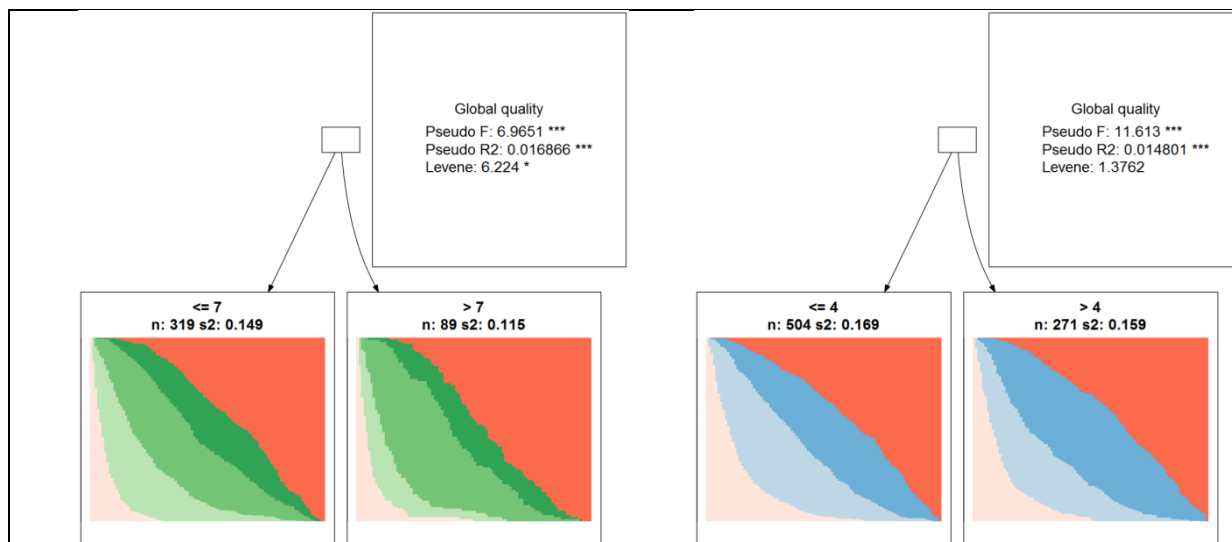 Global quality
Pseudo F: 6.9651 ***
Pseudo R2: 0.016866 ***
Levene: 6.224 *
<= 7
n: 319 s2: 0.149
> 7
n: 89 s2: 0.115
Global quality
Pseudo F: 11.613 ***
Pseudo R2: 0.014801 ***
Levene: 1.3762
<= 4
n: 504 s2: 0.169
> 4
n: 271 s2: 0.159